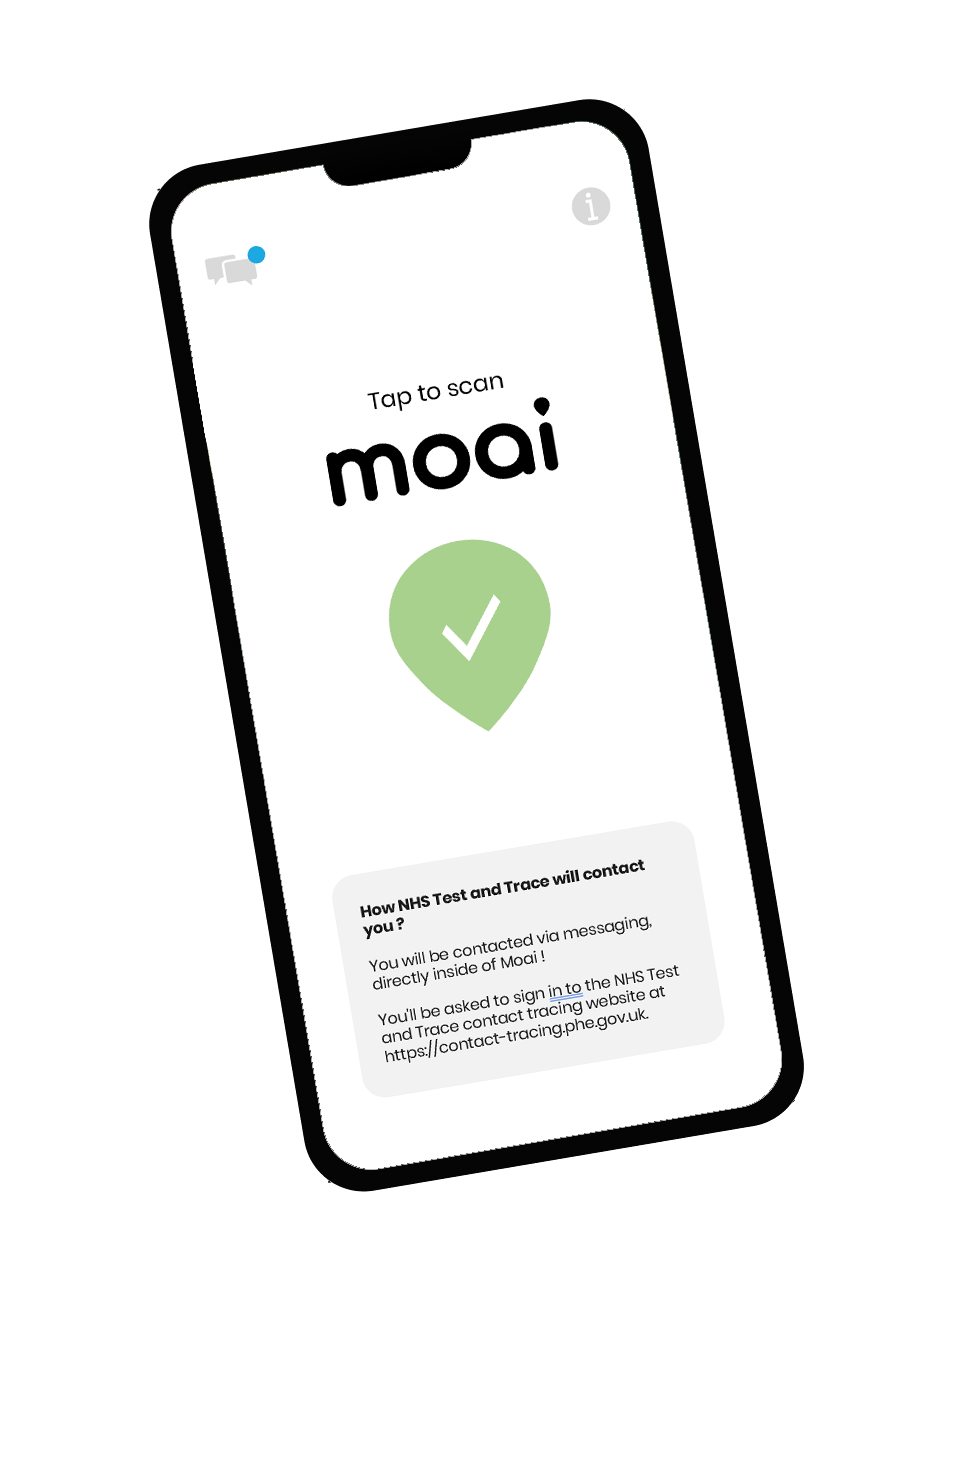 Tap to scan
moai
How NHS Test and Trace will contact
you ?
You will be contacted via messaging,
directly inside of Moai !
You'll be asked to sign in to the NHS Test
and Trace contact tracing website at
https://contact-tracing.phe.gov.uk.